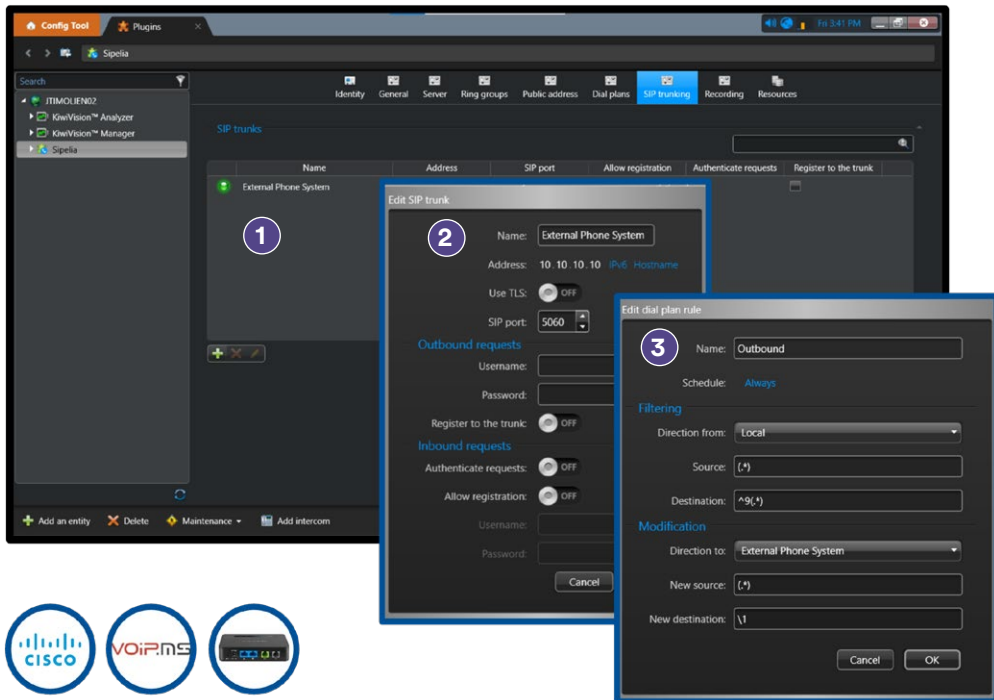 Config Tool
Plugins
Fri 3:41 PM
Sipelia
Search
JTIMOLIEN02
KiwiVision™ Analyzer
KiwiVision™ Manager
Sipelia
Identity
General
Server
Ring groups
Public address
Dial plans
SIP trunking
Recording
Resources
SIP trunks
Name Address SIP port Allow registration Authenticate requests Register to the trunk
External Phone System
1
Add an entity
Delete
Maintenance
Add intercom
Edit SIP trunk
2
Name: External Phone System
Address: 10.10.10.10 IPv6 Hostname
Use TLS: OFF
SIP port: 5060
Outbound requests
Username:
Password:
Register to the trunk: OFF
Inbound requests
Authenticate requests: OFF
Allow registration: OFF
Username:
Password:
Cancel
Edit dial plan rule
3
Name: Outbound
Schedule: Always
Filtering
Direction from: Local
Source: (.*)
Destination: ^9(.*)
Modification
Direction to: External Phone System
New source: (.*)
New destination: \1
Cancel OK
CISCO
VOiP.MS